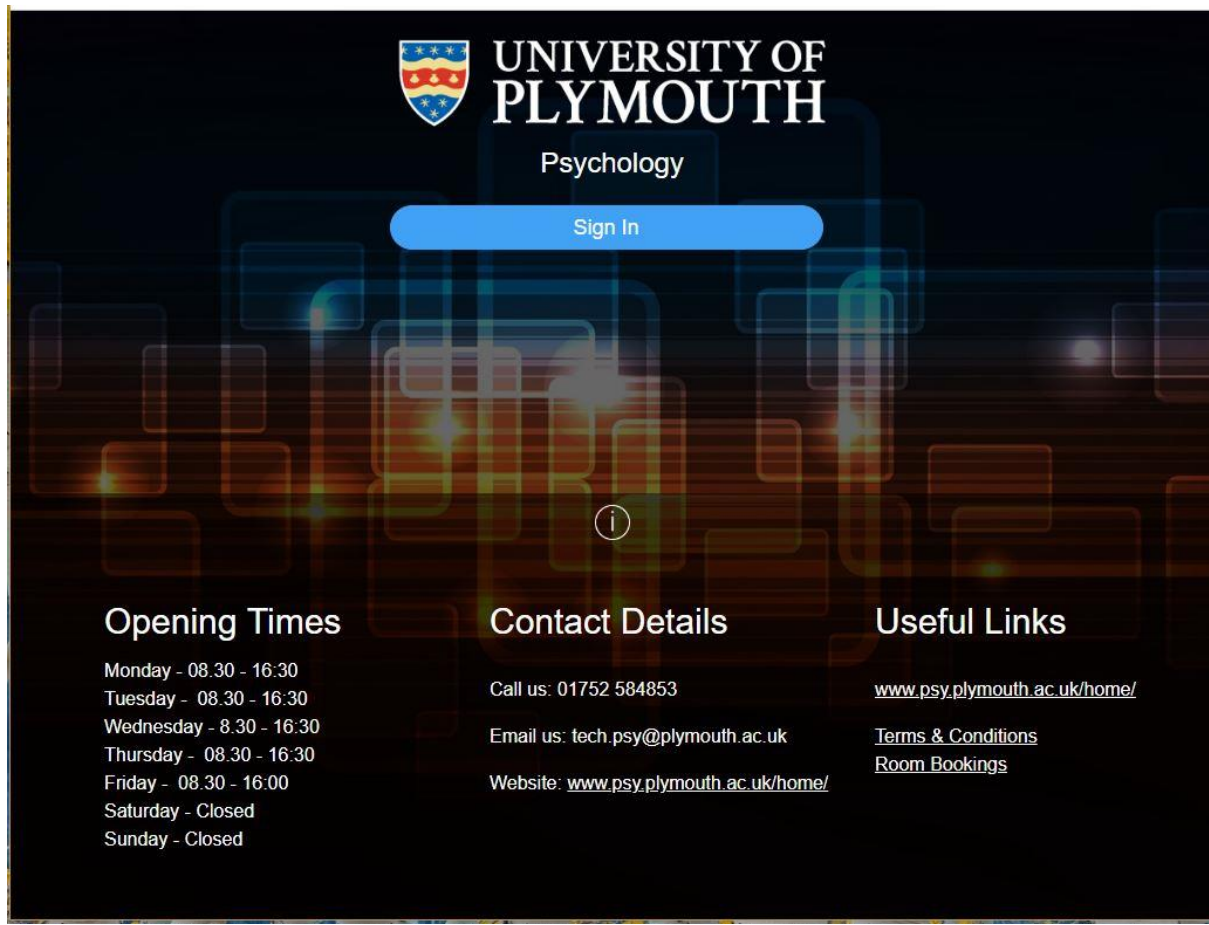 UNIVERSITY OF
PLYMOUTH
Psychology
Sign In
i
Opening Times
Monday - 08.30 - 16:30
Tuesday - 08.30 - 16:30
Wednesday - 8.30 - 16:30
Thursday - 08.30 - 16:30
Friday - 08.30 - 16:00
Saturday - Closed
Sunday - Closed
Contact Details
Call us: 01752 584853
Email us: tech.psy@plymouth.ac.uk
Website: www.psy.plymouth.ac.uk/home/
Useful Links
www.psy.plymouth.ac.uk/home/
Terms & Conditions
Room Bookings